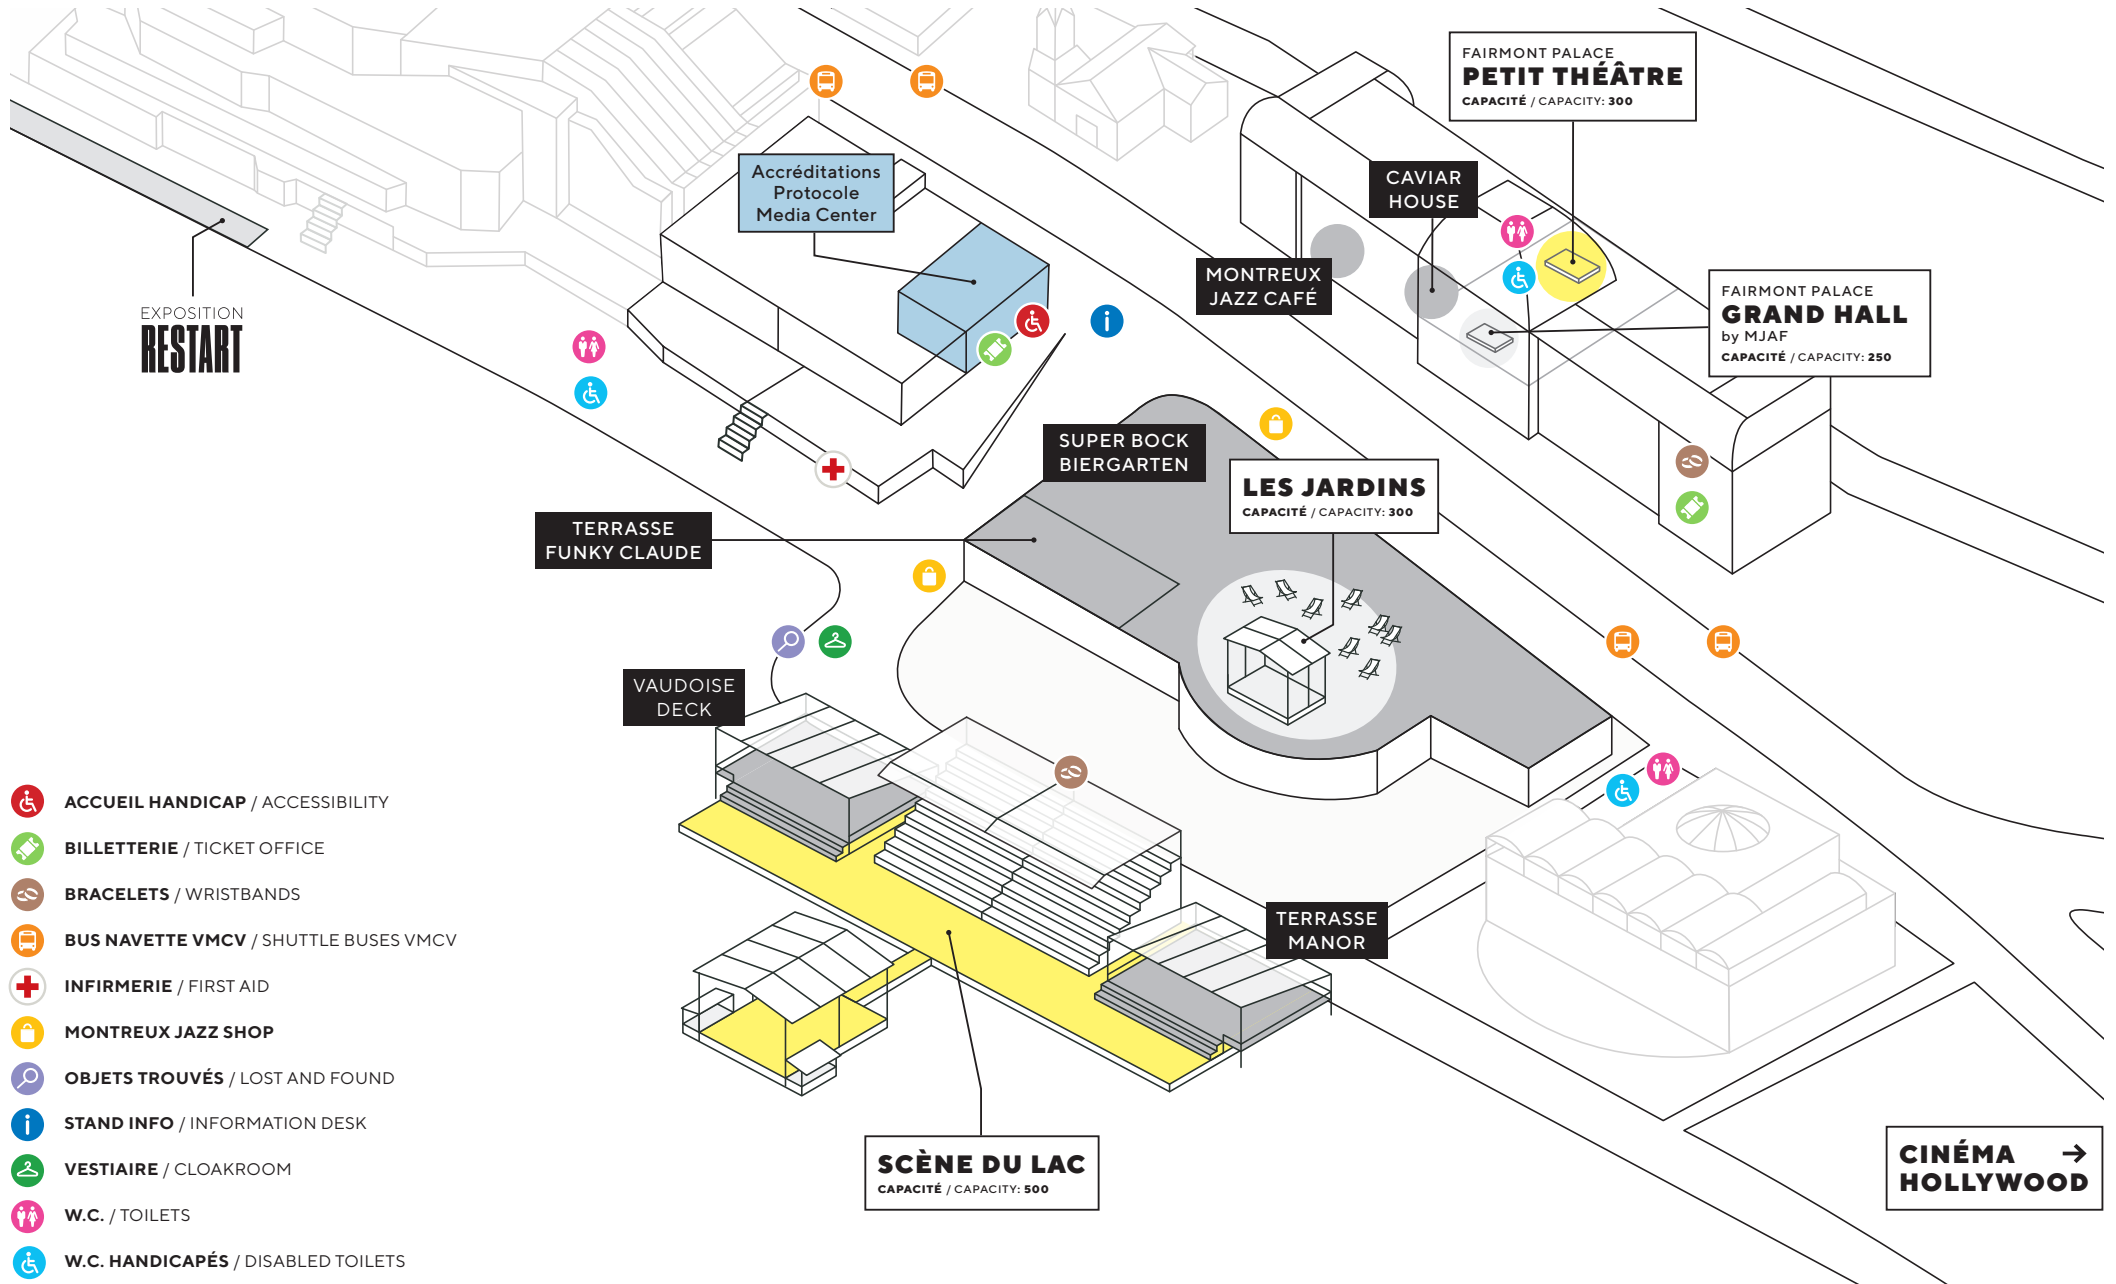 FAIRMONT PALACE
PETIT THÉÂTRE
CAPACITÉ / CAPACITY: 300
Accréditations
Protocole
Media Center
CAVIAR
HOUSE
MONTREUX
JAZZ CAFÉ
FAIRMONT PALACE
GRAND HALL
by MJAF
CAPACITÉ / CAPACITY: 250
EXPOSITION
RESTART
SUPER BOCK
BIERGARTEN
LES JARDINS
CAPACITÉ / CAPACITY: 300
TERRASSE
FUNKY CLAUDE
VAUDOISE
DECK
TERRASSE
MANOR
SCÈNE DU LAC
CAPACITÉ / CAPACITY: 500
CINÉMA →
HOLLYWOOD
ACCUEIL HANDICAP / ACCESSIBILITY
BILLETTERIE / TICKET OFFICE
BRACELETS / WRISTBANDS
BUS NAVETTE VMCV / SHUTTLE BUSES VMCV
INFIRMERIE / FIRST AID
MONTREUX JAZZ SHOP
OBJETS TROUVÉS / LOST AND FOUND
STAND INFO / INFORMATION DESK
VESTIAIRE / CLOAKROOM
W.C. / TOILETS
W.C. HANDICAPÉS / DISABLED TOILETS